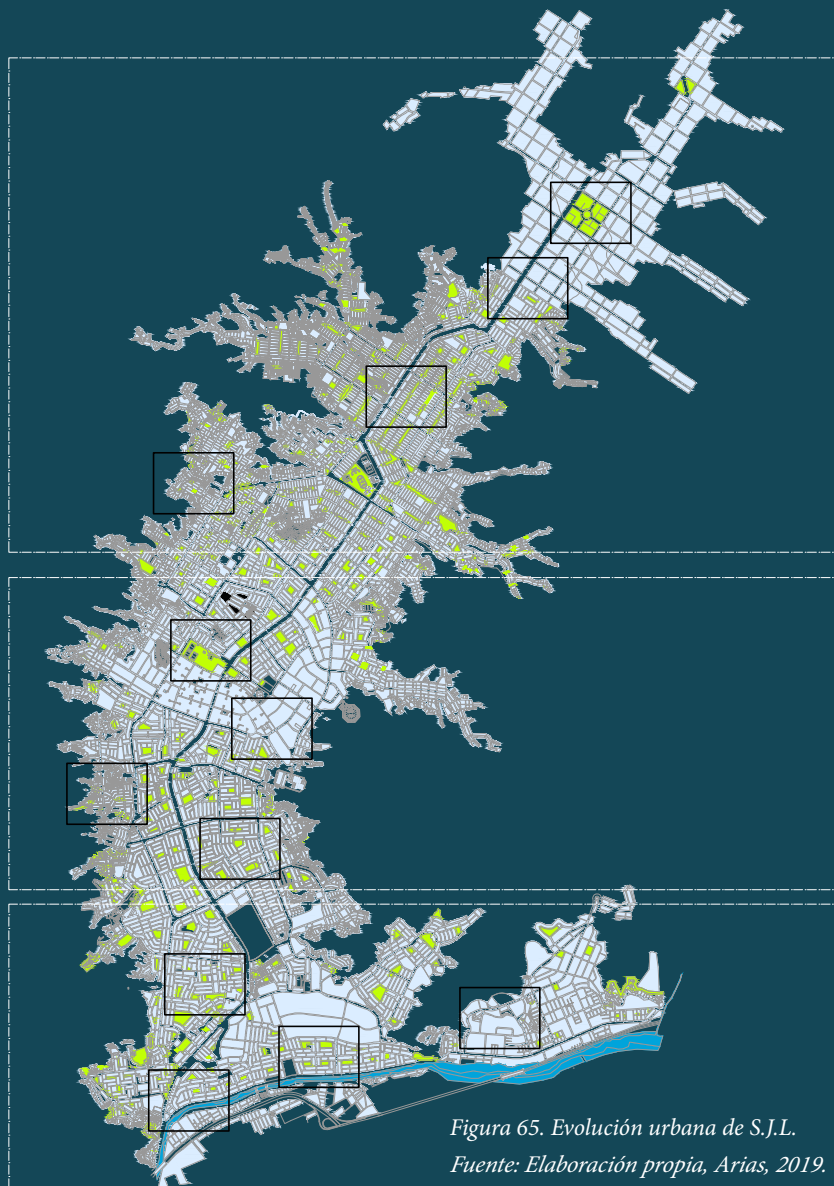 Figura 65. Evolución urbana de S.J.L.
Fuente: Elaboración propia, Arias, 2019.